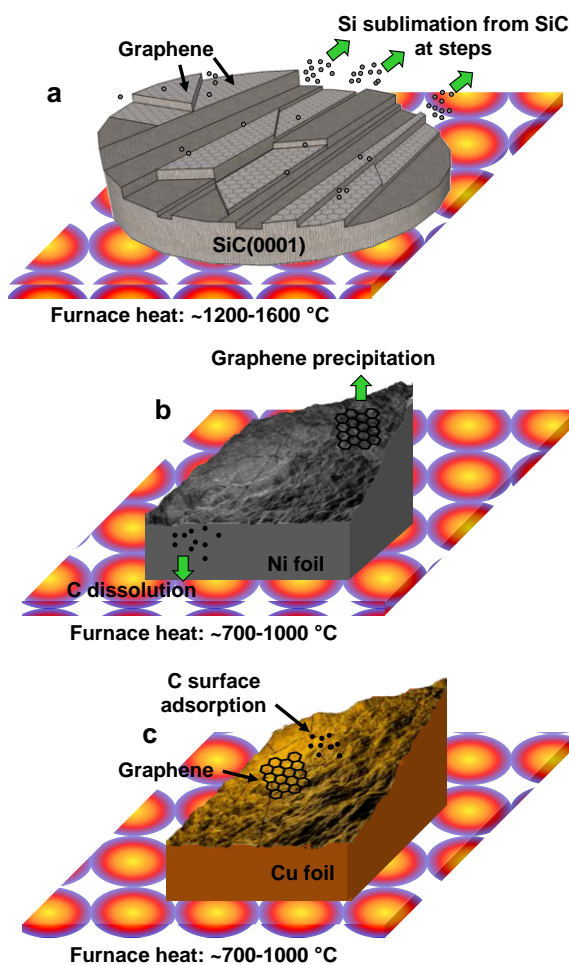 Si sublimation from SiC
at steps
Graphene
a
SiC(0001)
Furnace heat: ~1200-1600 °C
Graphene precipitation
b
Ni foil
C dissolution
Furnace heat: ~700-1000 °C
C surface
adsorption
c
Graphene
Cu foil
Furnace heat: ~700-1000 °C